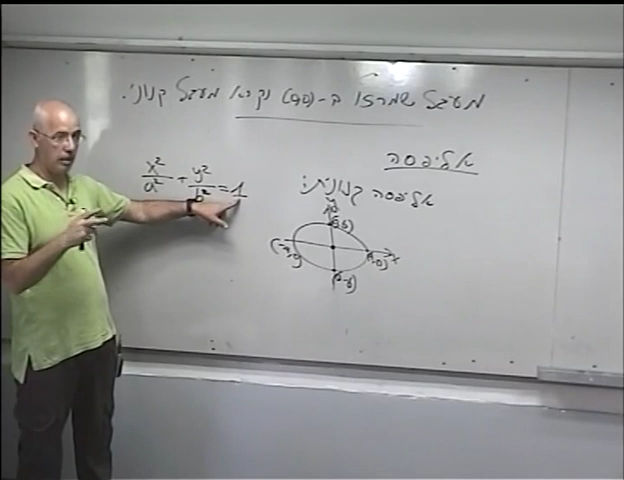 מעגל שמרכזו ב-(0,0) נקרא מעגל קנוני.
אליפסה
אליפסה קנונית:
x²/a² + y²/b² = 1
y
(0,b)
(-a,0)
(a,0) x
(0,-b)